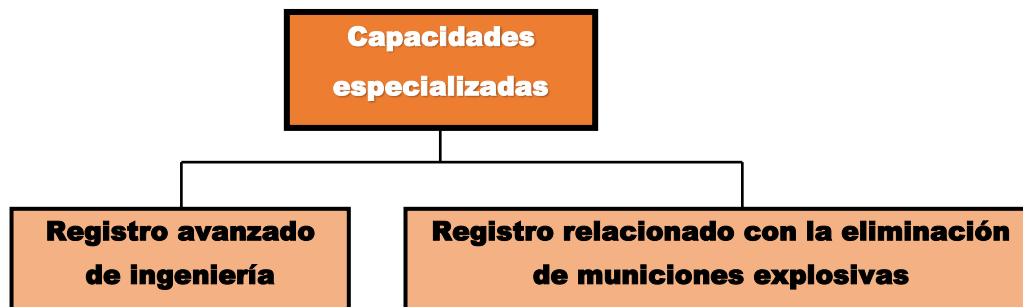 Capacidades
especializadas
Registro avanzado
de ingeniería
Registro relacionado con la eliminación
de municiones explosivas